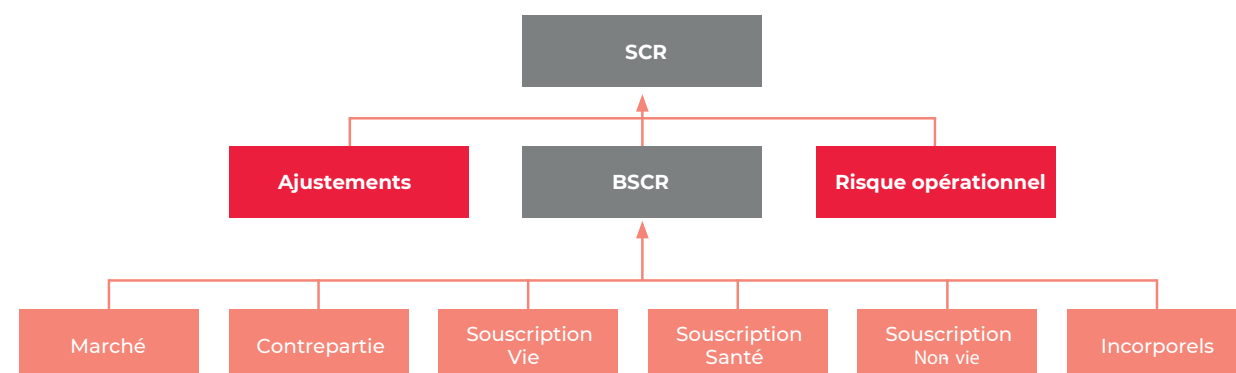 SCR
Ajustements
BSCR
Risque opérationnel
Marché
Contrepartie
Souscription
Vie
Souscription
Santé
Souscription
Non vie
Incorporels